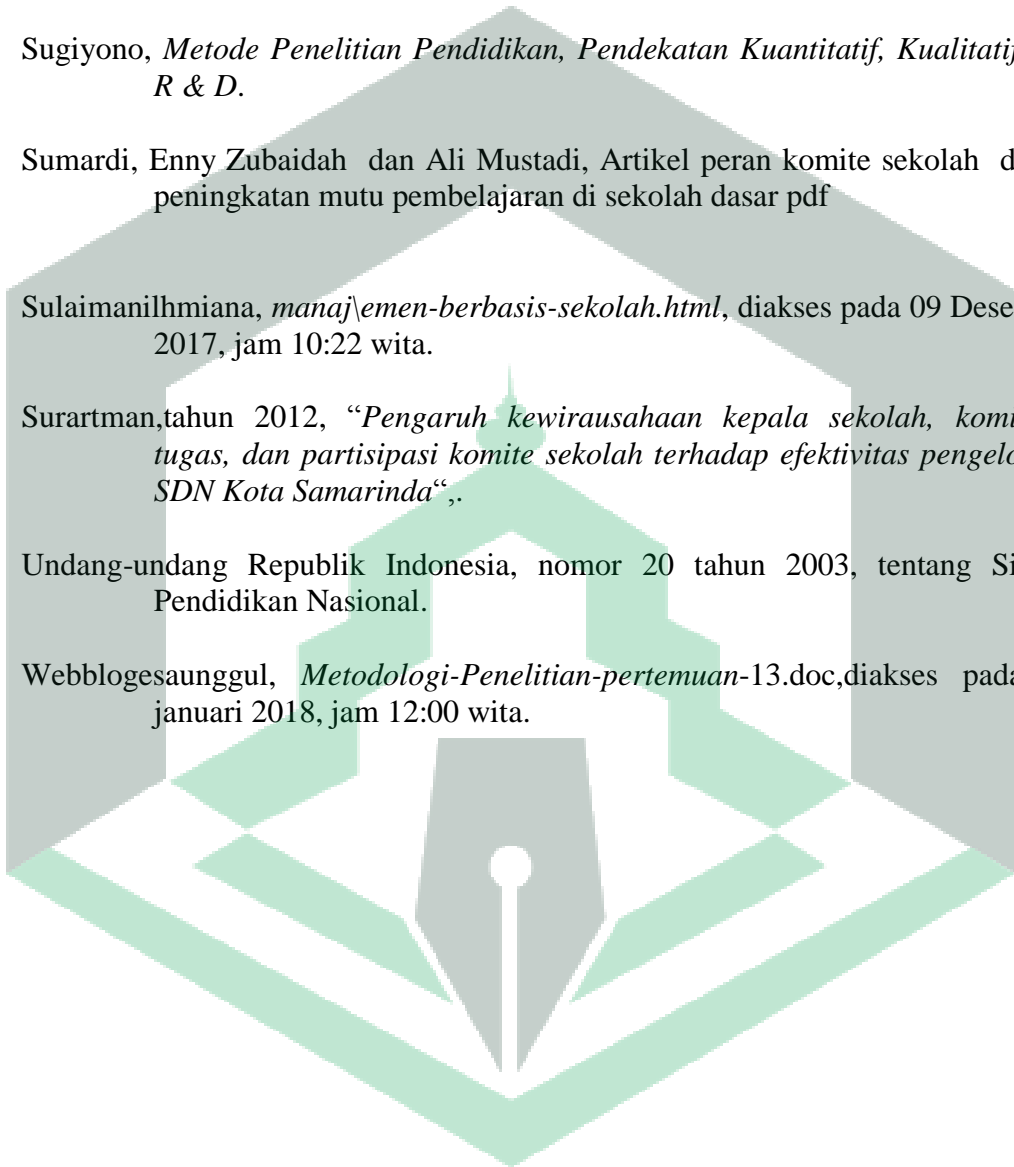 Sugiyono, Metode Penelitian Pendidikan, Pendekatan Kuantitatif, Kualitatif
R & D.
Sumardi, Enny Zubaidah dan Ali Mustadi, Artikel peran komite sekolah d
peningkatan mutu pembelajaran di sekolah dasar pdf
Sulaimanilhmiana, manaj\emen-berbasis-sekolah.html, diakses pada 09 Dese
2017, jam 10:22 wita.
Surartman,tahun 2012, “Pengaruh kewirausahaan kepala sekolah, komi
tugas, dan partisipasi komite sekolah terhadap efektivitas pengelo
SDN Kota Samarinda“,.
Undang-undang Republik Indonesia, nomor 20 tahun 2003, tentang Si
Pendidikan Nasional.
Webblogesaunggul, Metodologi-Penelitian-pertemuan-13.doc,diakses pada
januari 2018, jam 12:00 wita.